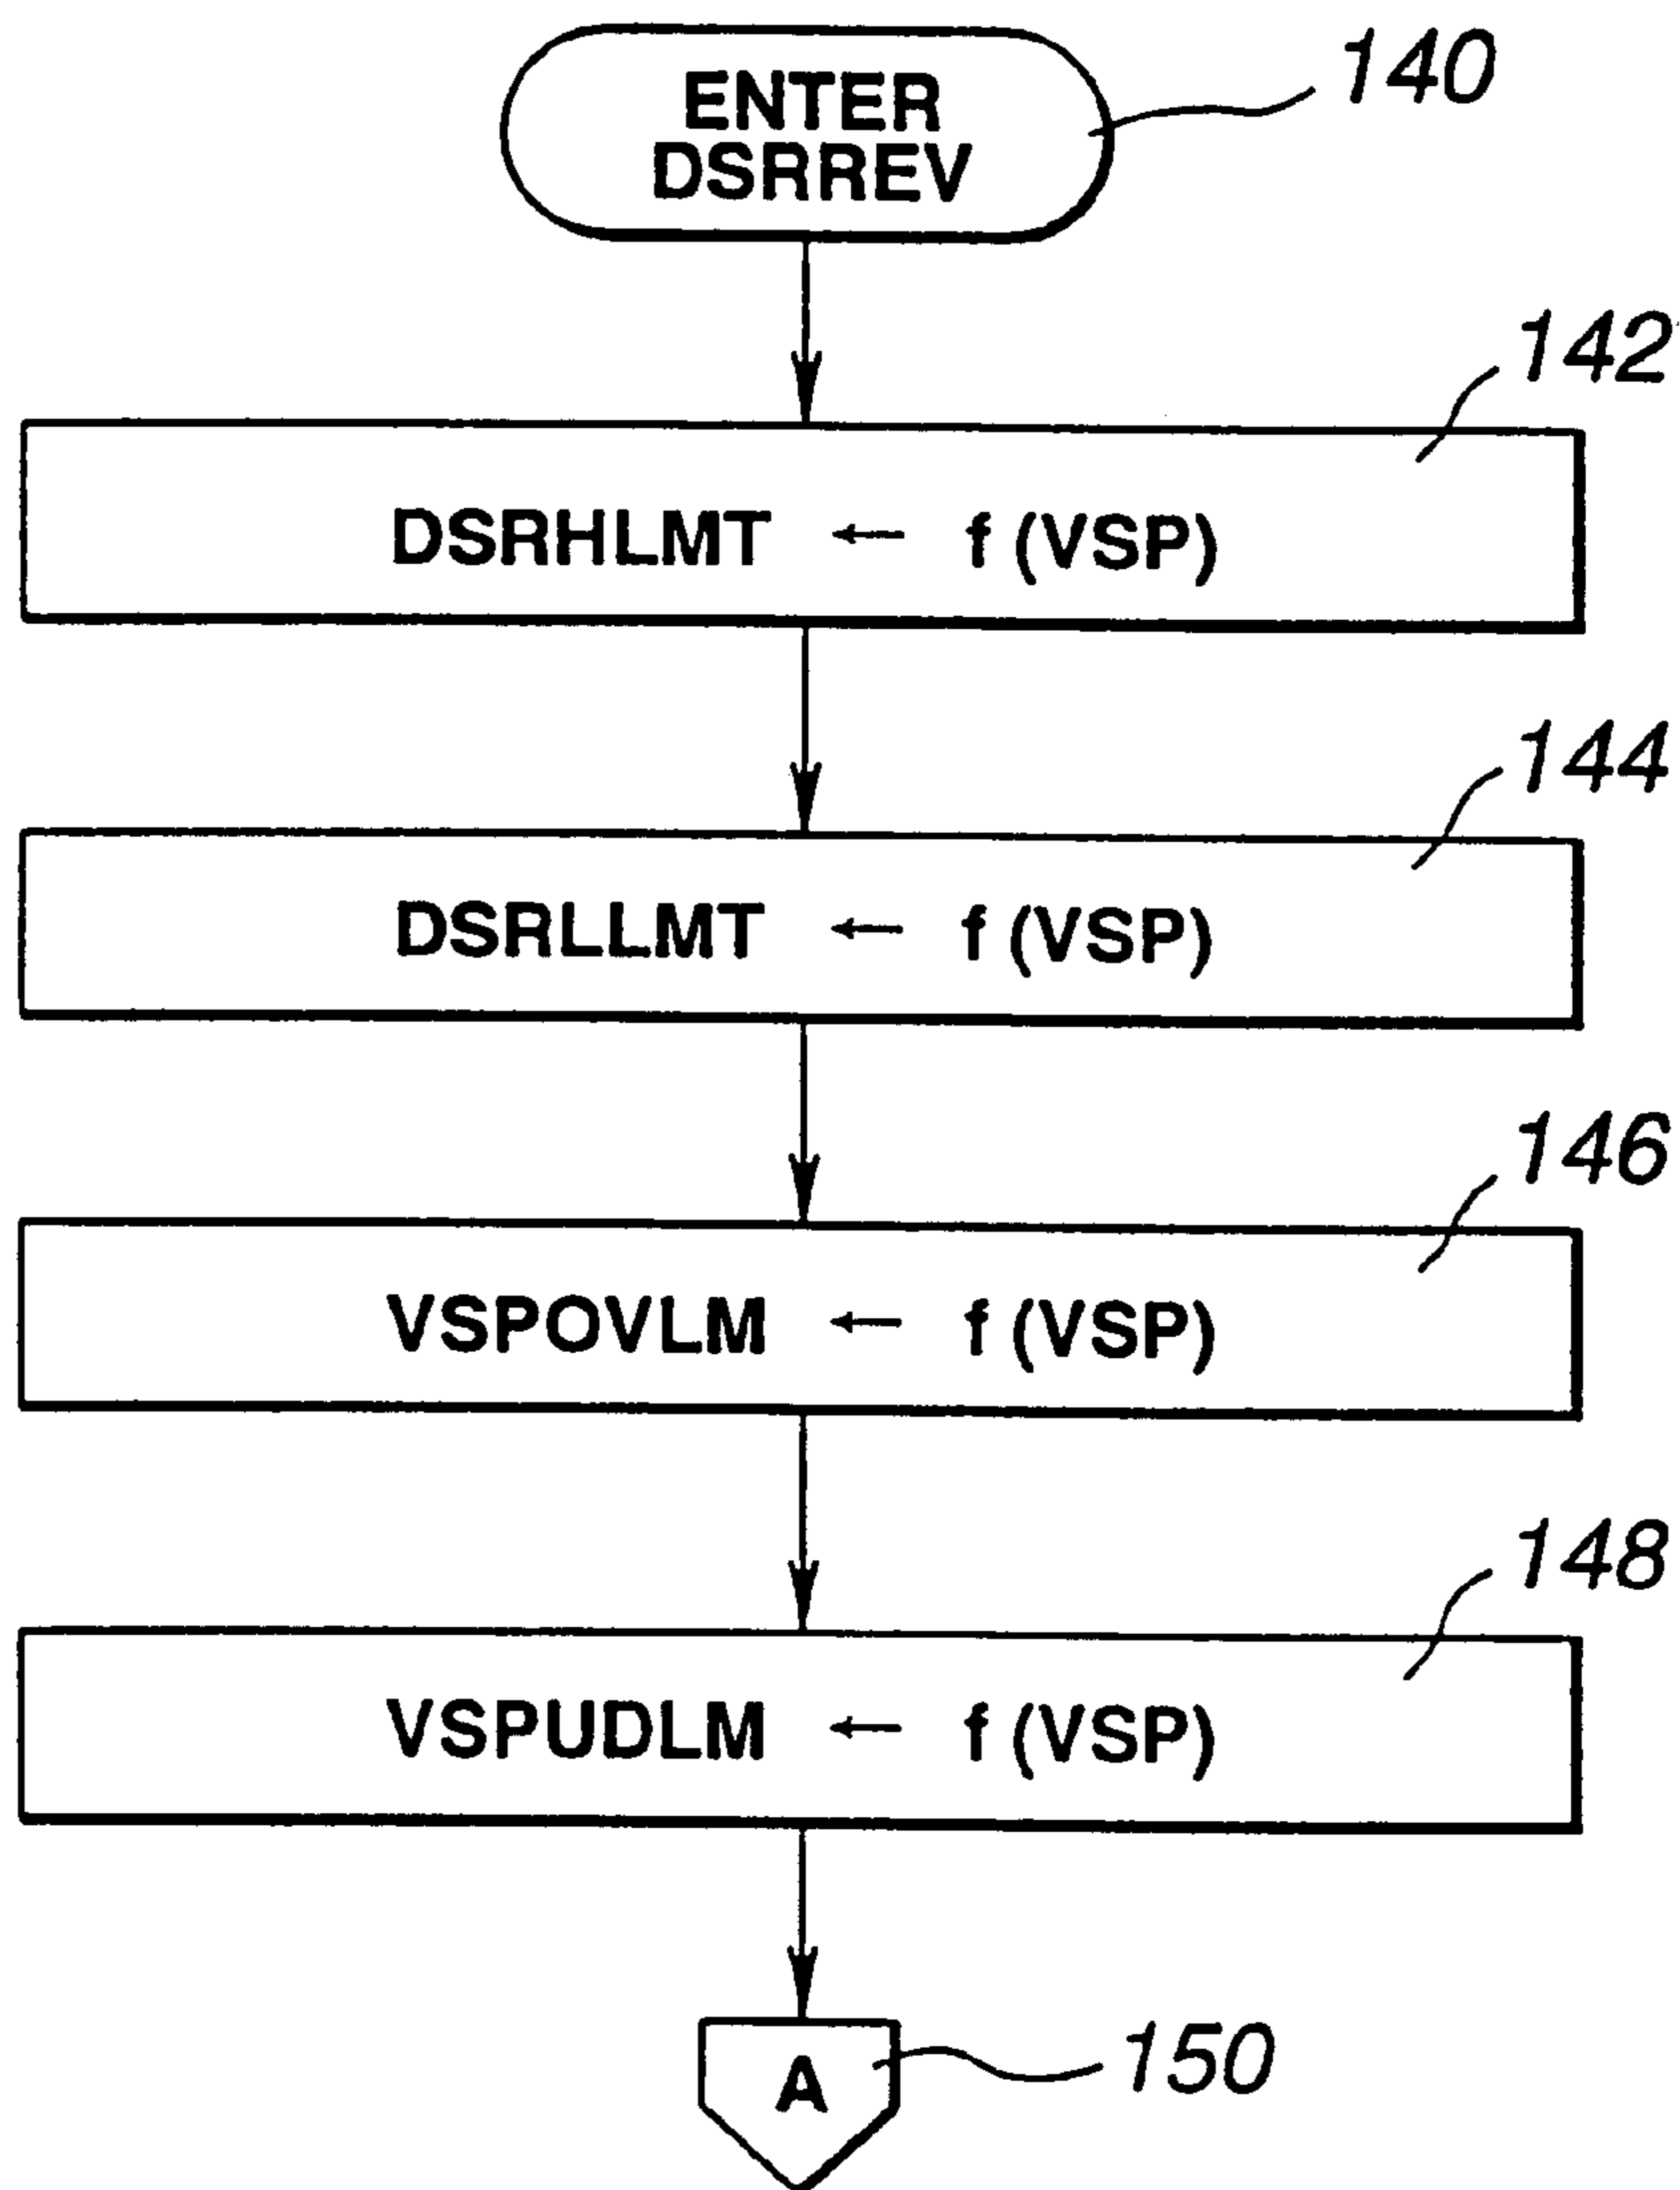 ENTER
DSRREV
140
142
DSRHLMT ← f (VSP)
144
DSRLLMT ← f (VSP)
146
VSPOVLM ← f (VSP)
148
VSPUDLM ← f (VSP)
A
150